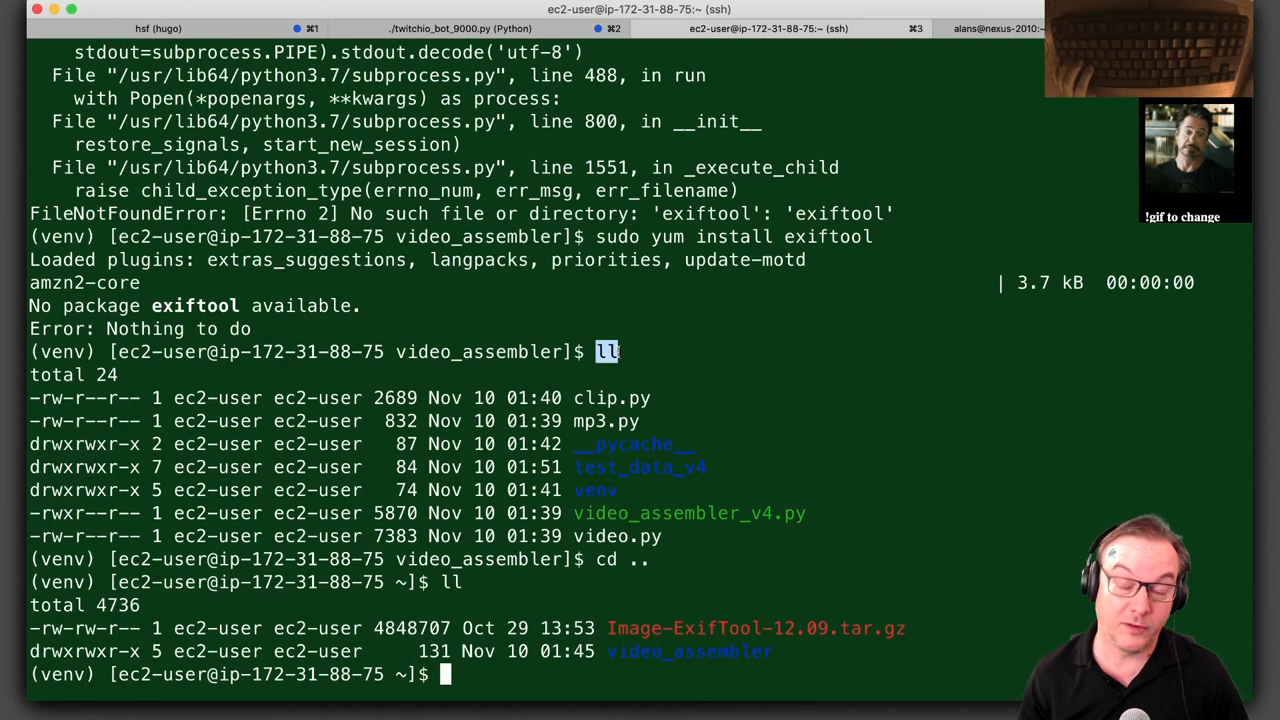 ec2-user@ip-172-31-88-75:~ (ssh)
hsf (hugo) ⌘1 ./twitchio_bot_9000.py (Python) ⌘2 ec2-user@ip-172-31-88-75:~ (ssh) ⌘3 alans@nexus-2010:~
stdout=subprocess.PIPE).stdout.decode('utf-8')
File "/usr/lib64/python3.7/subprocess.py", line 488, in run
with Popen(*popenargs, **kwargs) as process:
File "/usr/lib64/python3.7/subprocess.py", line 800, in __init__
restore_signals, start_new_session)
File "/usr/lib64/python3.7/subprocess.py", line 1551, in _execute_child
raise child_exception_type(errno_num, err_msg, err_filename)
FileNotFoundError: [Errno 2] No such file or directory: 'exiftool': 'exiftool'
!gif to change
(venv) [ec2-user@ip-172-31-88-75 video_assembler]$ sudo yum install exiftool
Loaded plugins: extras_suggestions, langpacks, priorities, update-motd
amzn2-core | 3.7 kB 00:00:00
No package exiftool available.
Error: Nothing to do
(venv) [ec2-user@ip-172-31-88-75 video_assembler]$ ll
total 24
-rw-r--r-- 1 ec2-user ec2-user 2689 Nov 10 01:40 clip.py
-rw-r--r-- 1 ec2-user ec2-user 832 Nov 10 01:39 mp3.py
drwxrwxr-x 2 ec2-user ec2-user 87 Nov 10 01:42 __pycache__
drwxrwxr-x 7 ec2-user ec2-user 84 Nov 10 01:51 test_data_v4
drwxrwxr-x 5 ec2-user ec2-user 74 Nov 10 01:41 venv
-rwxr--r-- 1 ec2-user ec2-user 5870 Nov 10 01:39 video_assembler_v4.py
-rw-r--r-- 1 ec2-user ec2-user 7383 Nov 10 01:39 video.py
(venv) [ec2-user@ip-172-31-88-75 video_assembler]$ cd ..
(venv) [ec2-user@ip-172-31-88-75 ~]$ ll
total 4736
-rw-r--r-- 1 ec2-user ec2-user 4848707 Oct 29 13:53 Image-ExifTool-12.09.tar.gz
drwxrwxr-x 5 ec2-user ec2-user 131 Nov 10 01:45 video_assembler
(venv) [ec2-user@ip-172-31-88-75 ~]$